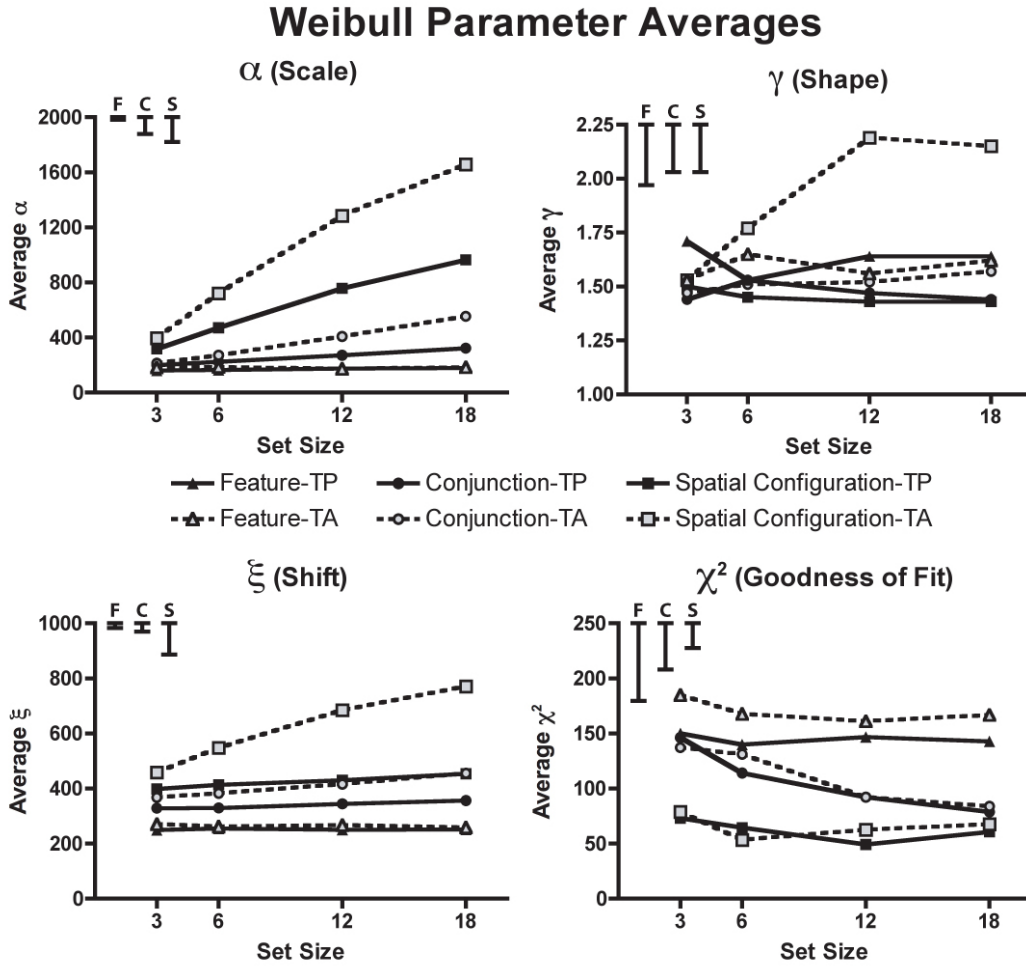 Weibull Parameter Averages
α (Scale)
F C S
2000
1600
1200
800
400
0
Average α
3 6 12 18
Set Size
γ (Shape)
F C S
2.25
2.00
1.75
1.50
1.25
1.00
Average γ
3 6 12 18
Set Size
Feature-TP Conjunction-TP Spatial Configuration-TP
Feature-TA Conjunction-TA Spatial Configuration-TA
ξ (Shift)
F C S
1000
800
600
400
200
0
Average ξ
3 6 12 18
Set Size
χ² (Goodness of Fit)
F C S
250
200
150
100
50
0
Average χ²
3 6 12 18
Set Size